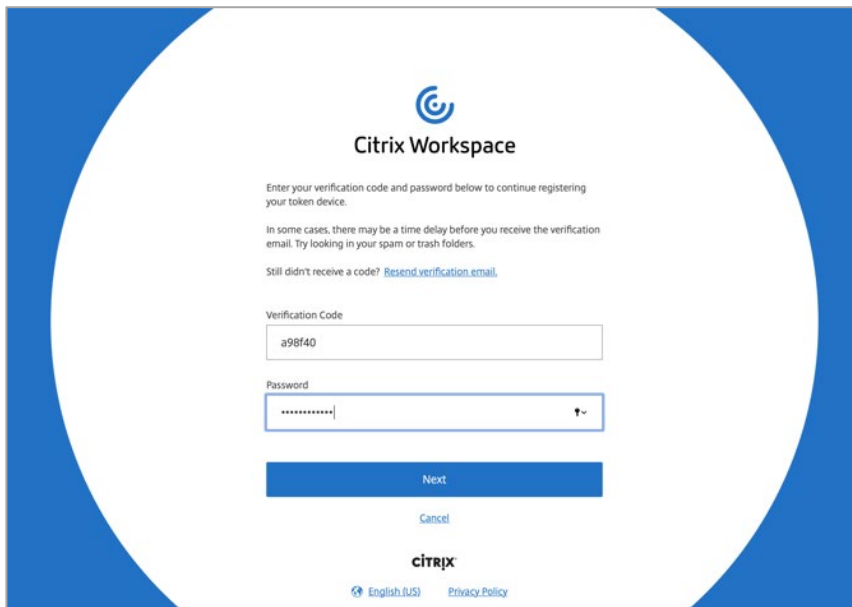 Citrix Workspace
Enter your verification code and password below to continue registering
your token device.
In some cases, there may be a time delay before you receive the verification
email. Try looking in your spam or trash folders.
Still didn't receive a code? Resend verification email.
Verification Code
a98f40
Password
••••••••••••
Next
Cancel
citrix
English (US) Privacy Policy